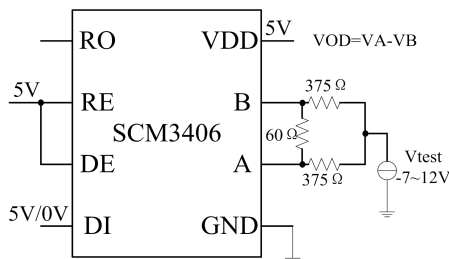 RO
VDD
5V
VOD=VA-VB
5V
RE
B
375 Ω
SCM3406
60 Ω
DE
A
375 Ω
Vtest
-7~12V
5V/0V
DI
GND